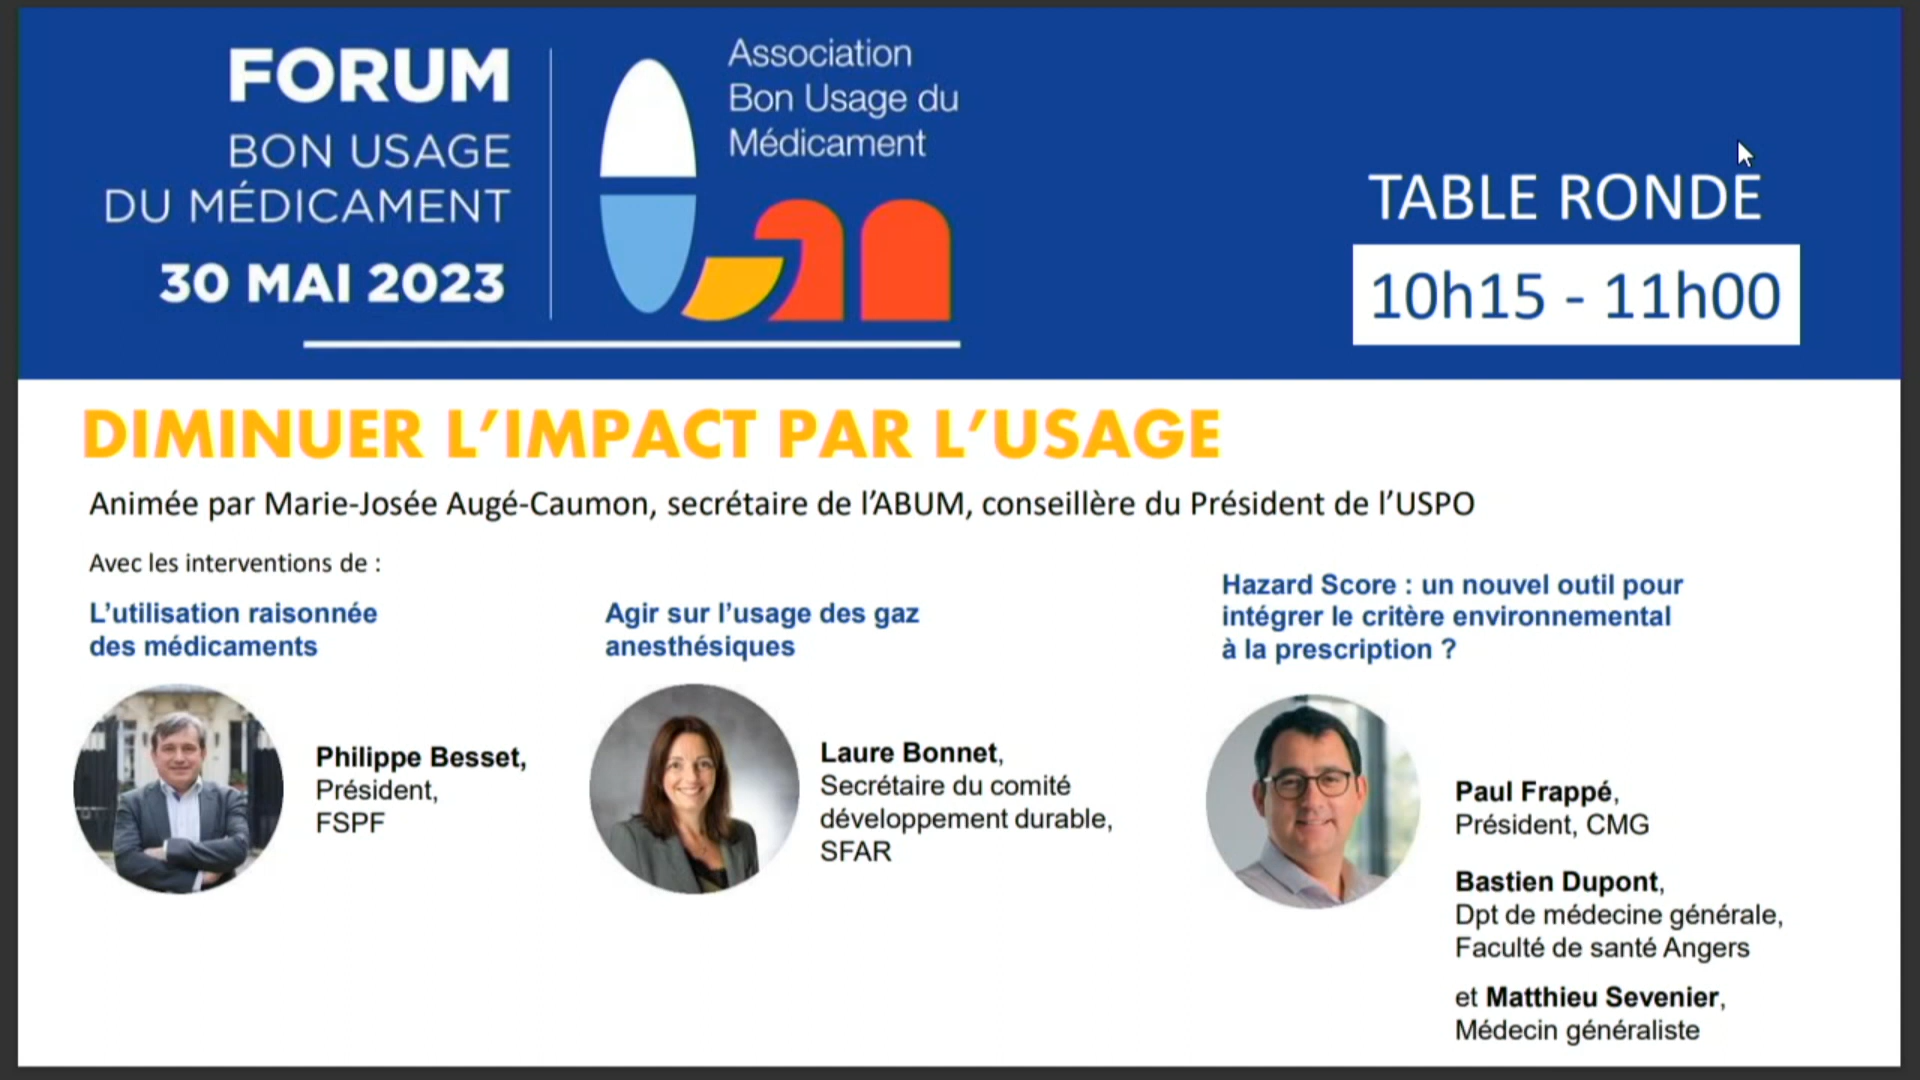 FORUM
BON USAGE
DU MÉDICAMENT
30 MAI 2023
Association
Bon Usage du
Médicament
TABLE RONDE
10h15 - 11h00
DIMINUER L’IMPACT PAR L’USAGE
Animée par Marie-Josée Augé-Caumon, secrétaire de l’ABUM, conseillère du Président de l’USPO
Avec les interventions de :
L’utilisation raisonnée
des médicaments
Philippe Besset,
Président,
FSPF
Agir sur l’usage des gaz
anesthésiques
Laure Bonnet,
Secrétaire du comité
développement durable,
SFAR
Hazard Score : un nouvel outil pour
intégrer le critère environnemental
à la prescription ?
Paul Frappé,
Président, CMG
Bastien Dupont,
Dpt de médecine générale,
Faculté de santé Angers
et Matthieu Sevenier,
Médecin généraliste